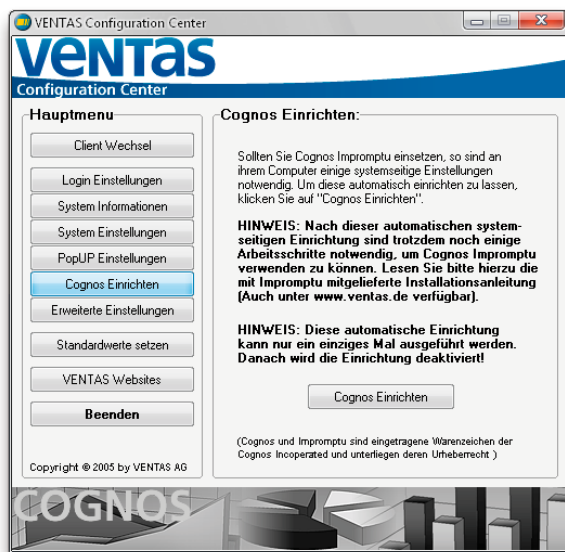 VENTAS Configuration Center
VENTAS
Configuration Center
Hauptmenu
Client Wechsel
Login Einstellungen
System Informationen
System Einstellungen
PopUP Einstellungen
Cognos Einrichten
Erweiterte Einstellungen
Standardwerte setzen
VENTAS Websites
Beenden
Copyright © 2005 by VENTAS AG
Cognos Einrichten:
Sollten Sie Cognos Impromptu einsetzen, so sind an
ihrem Computer einige systemseitige Einstellungen
notwendig. Um diese automatisch einrichten zu lassen,
klicken Sie auf "Cognos Einrichten".
HINWEIS: Nach dieser automatischen system-
seitigen Einrichtung sind trotzdem noch einige
Arbeitsschritte notwendig, um Cognos Impromptu
verwenden zu können. Lesen Sie bitte hierzu die
mit Impromptu mitgelieferte Installationsanleitung
(Auch unter www.ventas.de verfügbar).
HINWEIS: Diese automatische Einrichtung
kann nur ein einziges Mal ausgeführt werden.
Danach wird die Einrichtung deaktiviert!
Cognos Einrichten
(Cognos und Impromptu sind eingetragene Warenzeichen der
Cognos Incoperated und unterliegen deren Urheberrecht )
COGNOS